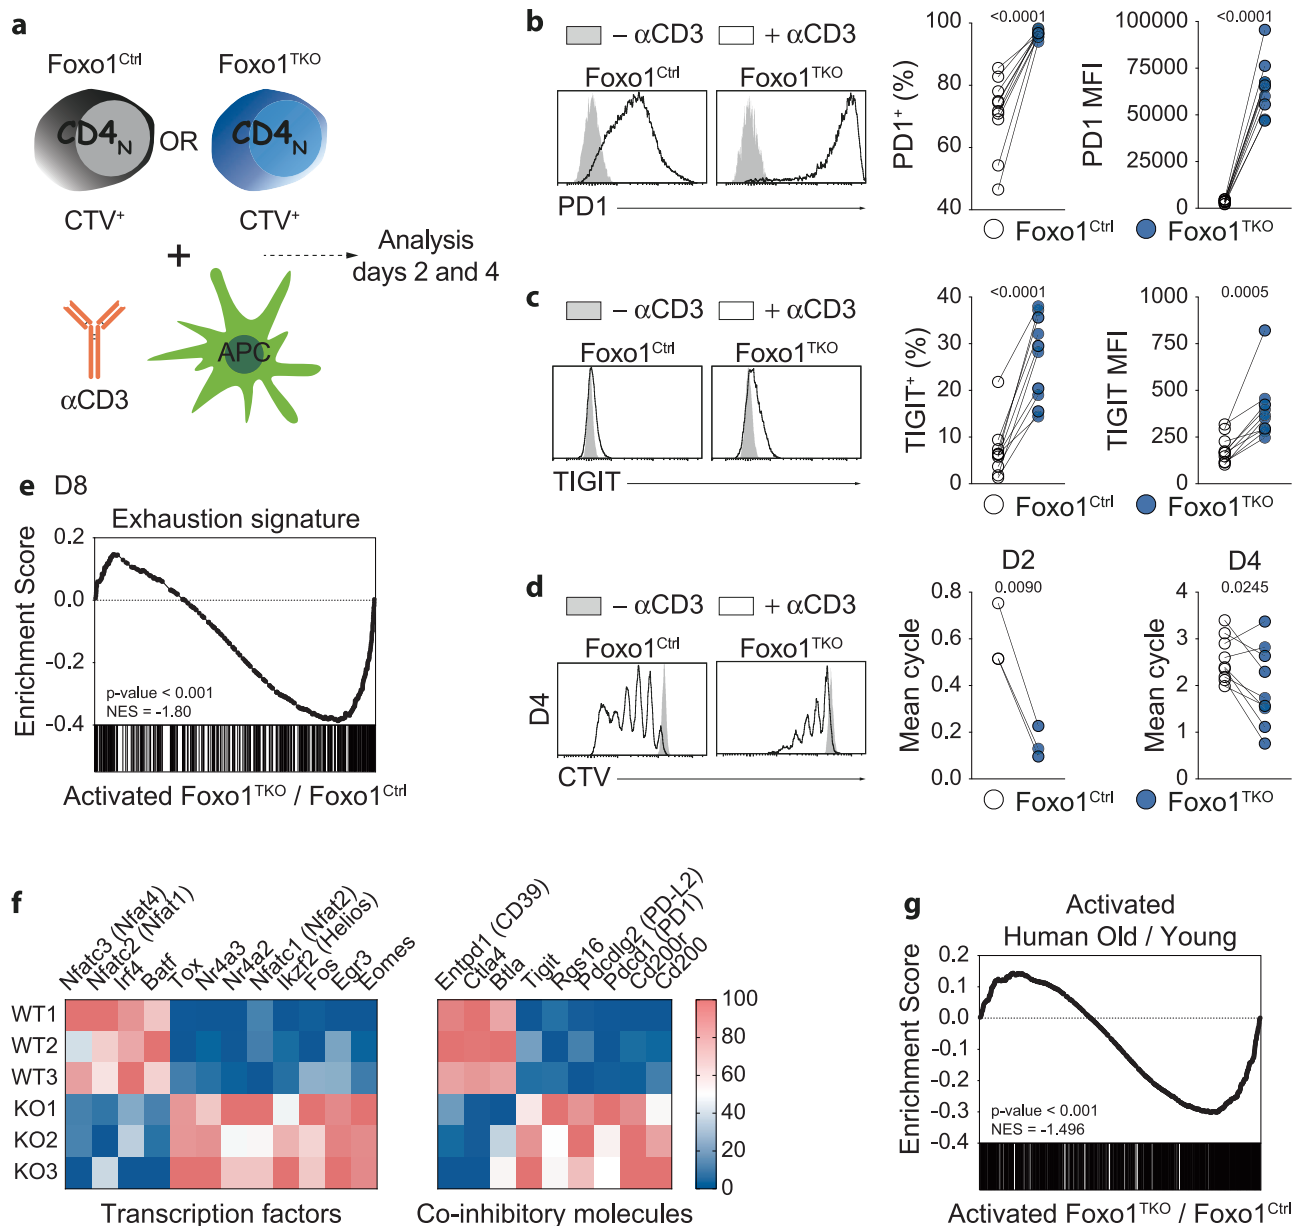 a
Foxo1Ctrl
Foxo1TKO
CD4N
OR
CD4N
CTV+
CTV+
+
Analysis
days 2 and 4
αCD3
APC
b
– αCD3
+ αCD3
Foxo1Ctrl
Foxo1TKO
PD1
PD1+ (%)
100
80
60
40
<0.0001
PD1 MFI
100000
75000
50000
25000
0
<0.0001
Foxo1Ctrl
Foxo1TKO
c
– αCD3
+ αCD3
Foxo1Ctrl
Foxo1TKO
TIGIT
TIGIT+ (%)
40
30
20
10
0
<0.0001
TIGIT MFI
1000
750
500
250
0
0.0005
Foxo1Ctrl
Foxo1TKO
d
– αCD3
+ αCD3
Foxo1Ctrl
Foxo1TKO
D4
CTV
D2
Mean cycle
0.8
0.6
0.4
0.2
0.0
0.0090
D4
Mean cycle
4
3
2
1
0
0.0245
Foxo1Ctrl
Foxo1TKO
e
D8
Exhaustion signature
Enrichment Score
0.2
0.0
−0.2
−0.4
p-value < 0.001
NES = -1.80
Activated Foxo1TKO / Foxo1Ctrl
f
Nfatc3 (Nfat4)
Nfatc2 (Nfat1)
Irf4
Batf
Tox
Nr4a3
Nr4a2
Nfatc1 (Nfat2)
Ikzf2 (Helios)
Fos
Egr3
Eomes
Entpd1 (CD39)
Ctla4
Btla
Tigit
Rgs16
Pdcdlg2 (PD-L2)
Pdcd1 (PD1)
Cd200r
Cd200
WT1
WT2
WT3
KO1
KO2
KO3
100
80
60
40
20
0
Transcription factors
Co-inhibitory molecules
g
Activated
Human Old / Young
Enrichment Score
0.2
0.1
0.0
−0.1
−0.2
−0.3
−0.4
p-value < 0.001
NES = -1.496
Activated Foxo1TKO / Foxo1Ctrl